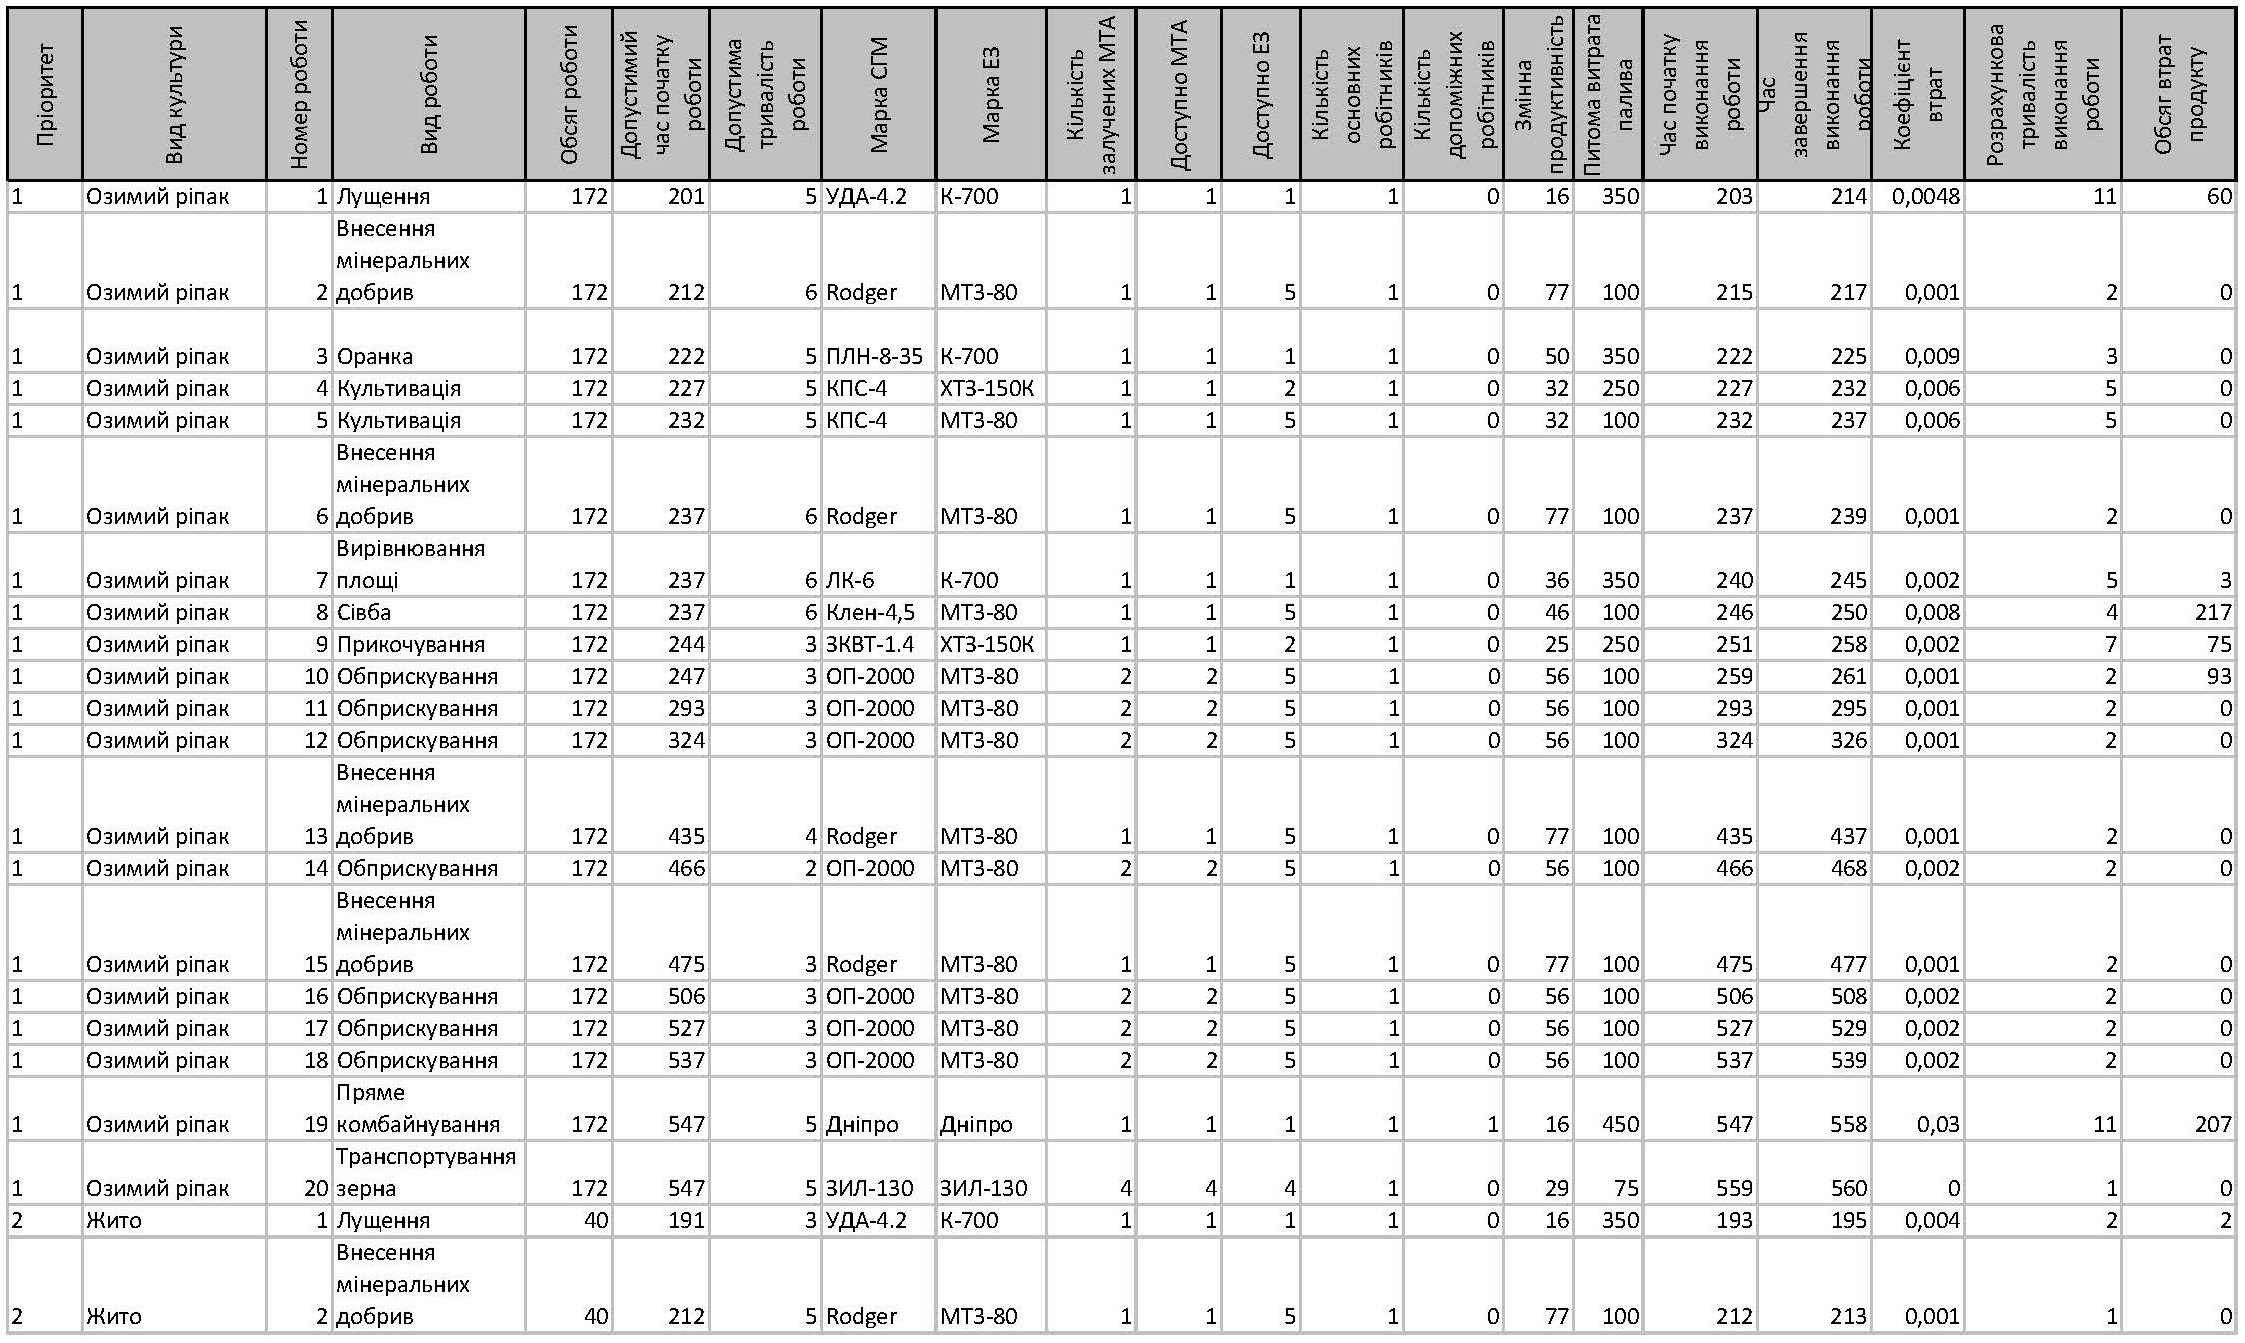 Пріоритет
Вид культури
Номер роботи
Вид роботи
Обсяг роботи
Допустимий
час початку
роботи
Допустима
тривалість
роботи
Марка СГМ
Марка ЕЗ
Кількість
залучених МТА
Доступно МТА
Доступно ЕЗ
Кількість
основних
робітників
Кількість
допоміжних
робітників
Змінна
продуктивність
Питома витрата
палива
Час початку
виконання
роботи
Час
завершення
виконання
роботи
Коефіцієнт
втрат
Розрахункова
тривалість
виконання
роботи
Обсяг втрат
продукту
1 Озимий ріпак 1 Лущення 172 201 5 УДА-4.2 К-700 1 1 1 1 0 16 350 203 214 0,0048 11 60
Внесення
мінеральних
1 Озимий ріпак 2 добрив 172 212 6 Rodger МТЗ-80 1 1 5 1 0 77 100 215 217 0,001 2 0
1 Озимий ріпак 3 Оранка 172 222 5 ПЛН-8-35 К-700 1 1 1 1 0 50 350 222 225 0,009 3 0
1 Озимий ріпак 4 Культивація 172 227 5 КПС-4 ХТЗ-150К 1 1 2 1 0 32 250 227 232 0,006 5 0
1 Озимий ріпак 5 Культивація 172 232 5 КПС-4 МТЗ-80 1 1 5 1 0 32 100 232 237 0,006 5 0
Внесення
мінеральних
1 Озимий ріпак 6 добрив 172 237 6 Rodger МТЗ-80 1 1 5 1 0 77 100 237 239 0,001 2 0
Вирівнювання
1 Озимий ріпак 7 площі 172 237 6 ЛК-6 К-700 1 1 1 1 0 36 350 240 245 0,002 5 3
1 Озимий ріпак 8 Сівба 172 237 6 Клен-4,5 МТЗ-80 1 1 5 1 0 46 100 246 250 0,008 4 217
1 Озимий ріпак 9 Прикочування 172 244 3 ЗКВТ-1.4 ХТЗ-150К 1 1 2 1 0 25 250 251 258 0,002 7 75
1 Озимий ріпак 10 Обприскування 172 247 3 ОП-2000 МТЗ-80 2 2 5 1 0 56 100 259 261 0,001 2 93
1 Озимий ріпак 11 Обприскування 172 293 3 ОП-2000 МТЗ-80 2 2 5 1 0 56 100 293 295 0,001 2 0
1 Озимий ріпак 12 Обприскування 172 324 3 ОП-2000 МТЗ-80 2 2 5 1 0 56 100 324 326 0,001 2 0
Внесення
мінеральних
1 Озимий ріпак 13 добрив 172 435 4 Rodger МТЗ-80 1 1 5 1 0 77 100 435 437 0,001 2 0
1 Озимий ріпак 14 Обприскування 172 466 2 ОП-2000 МТЗ-80 2 2 5 1 0 56 100 466 468 0,002 2 0
Внесення
мінеральних
1 Озимий ріпак 15 добрив 172 475 3 Rodger МТЗ-80 1 1 5 1 0 77 100 475 477 0,001 2 0
1 Озимий ріпак 16 Обприскування 172 506 3 ОП-2000 МТЗ-80 2 2 5 1 0 56 100 506 508 0,002 2 0
1 Озимий ріпак 17 Обприскування 172 527 3 ОП-2000 МТЗ-80 2 2 5 1 0 56 100 527 529 0,002 2 0
1 Озимий ріпак 18 Обприскування 172 537 3 ОП-2000 МТЗ-80 2 2 5 1 0 56 100 537 539 0,002 2 0
Пряме
1 Озимий ріпак 19 комбайнування 172 547 5 Дніпро Дніпро 1 1 1 1 1 16 450 547 558 0,03 11 207
Транспортування
1 Озимий ріпак 20 зерна 172 547 5 ЗИЛ-130 ЗИЛ-130 4 4 4 1 0 29 75 559 560 0 1 0
2 Жито 1 Лущення 40 191 3 УДА-4.2 К-700 1 1 1 1 0 16 350 193 195 0,004 2 2
Внесення
мінеральних
2 Жито 2 добрив 40 212 5 Rodger МТЗ-80 1 1 5 1 0 77 100 212 213 0,001 1 0